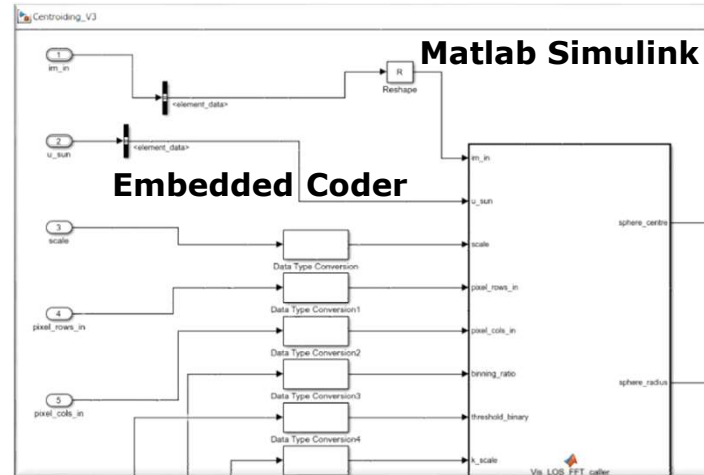 Centroiding_V3
Matlab Simulink
1
im_in
R
Reshape
<element_data>
2
u_sun
<element_data>
Embedded Coder
im_in
u_sun
sphere_centre
3
scale
Data Type Conversion
scale
4
pixel_rows_in
Data Type Conversion1
pixel_rows_in
5
pixel_cols_in
Data Type Conversion2
pixel_cols_in
Data Type Conversion3
binning_ratio
sphere_radius
Data Type Conversion4
threshold_binary
k_scale
Vis_LOS_FFT_caller